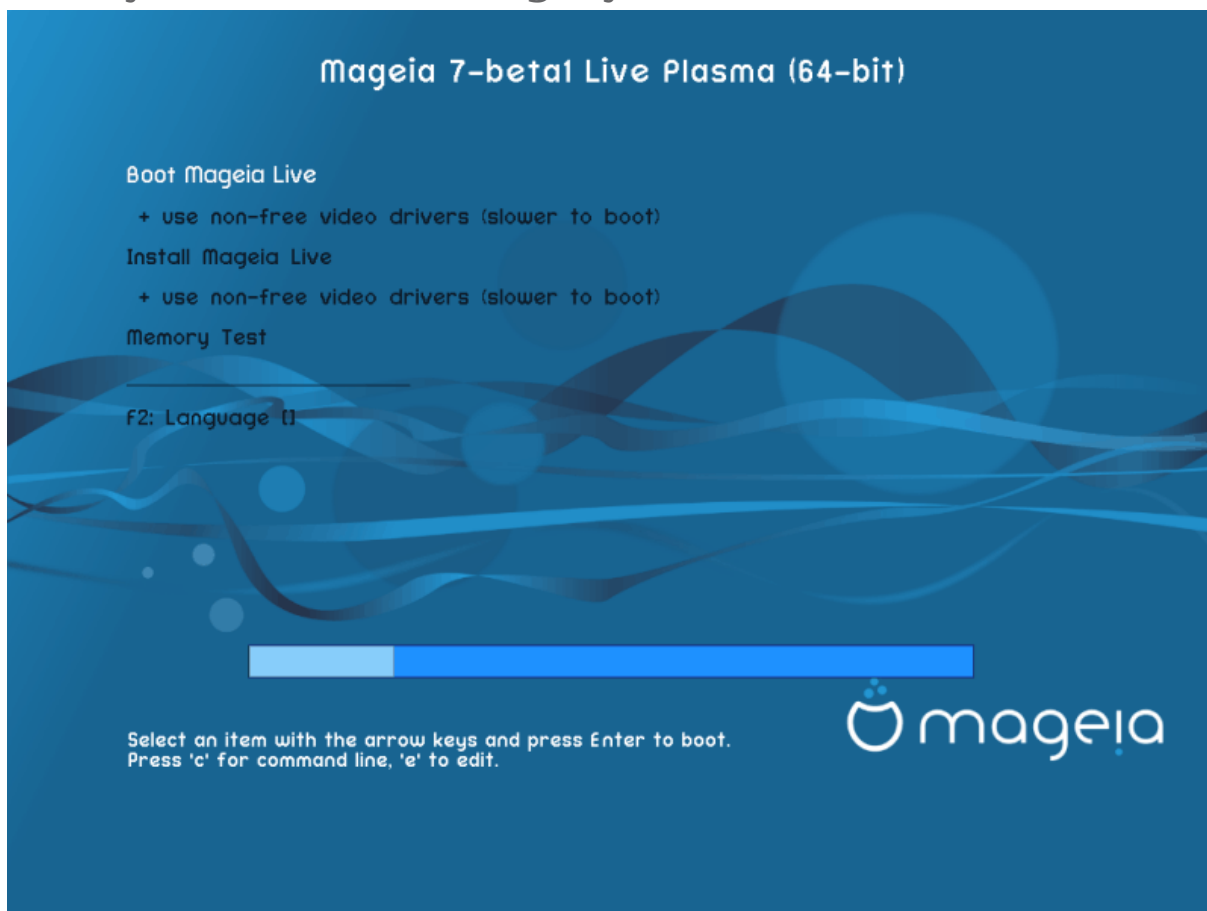 Mageia 7-beta1 Live Plasma (64-bit)
Boot Mageia Live
+ use non-free video drivers (slower to boot)
Install Mageia Live
+ use non-free video drivers (slower to boot)
Memory Test
F2: Language []
mageia
Select an item with the arrow keys and press Enter to boot.
Press 'c' for command line, 'e' to edit.